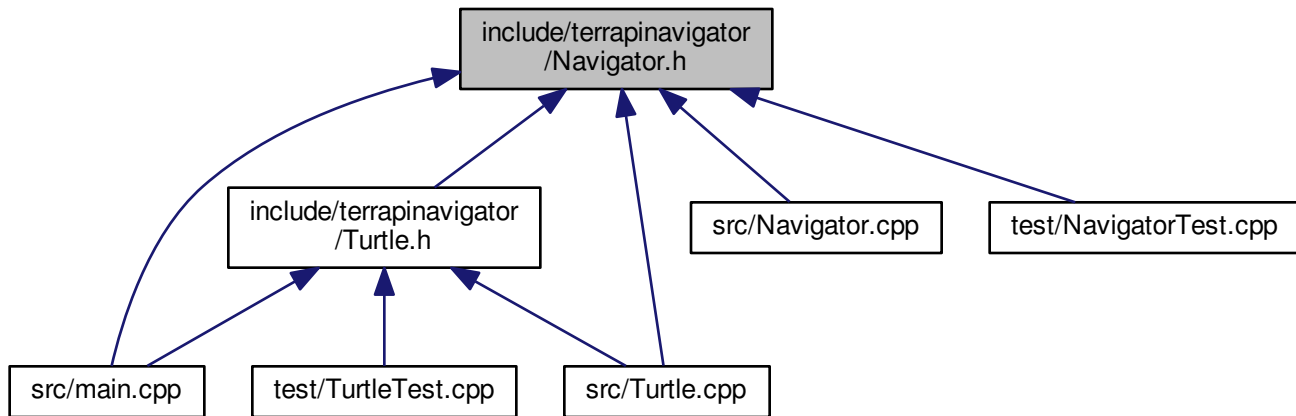 include/terrapinavigator
/Navigator.h
include/terrapinavigator
/Turtle.h
src/Navigator.cpp
test/NavigatorTest.cpp
src/main.cpp
test/TurtleTest.cpp
src/Turtle.cpp